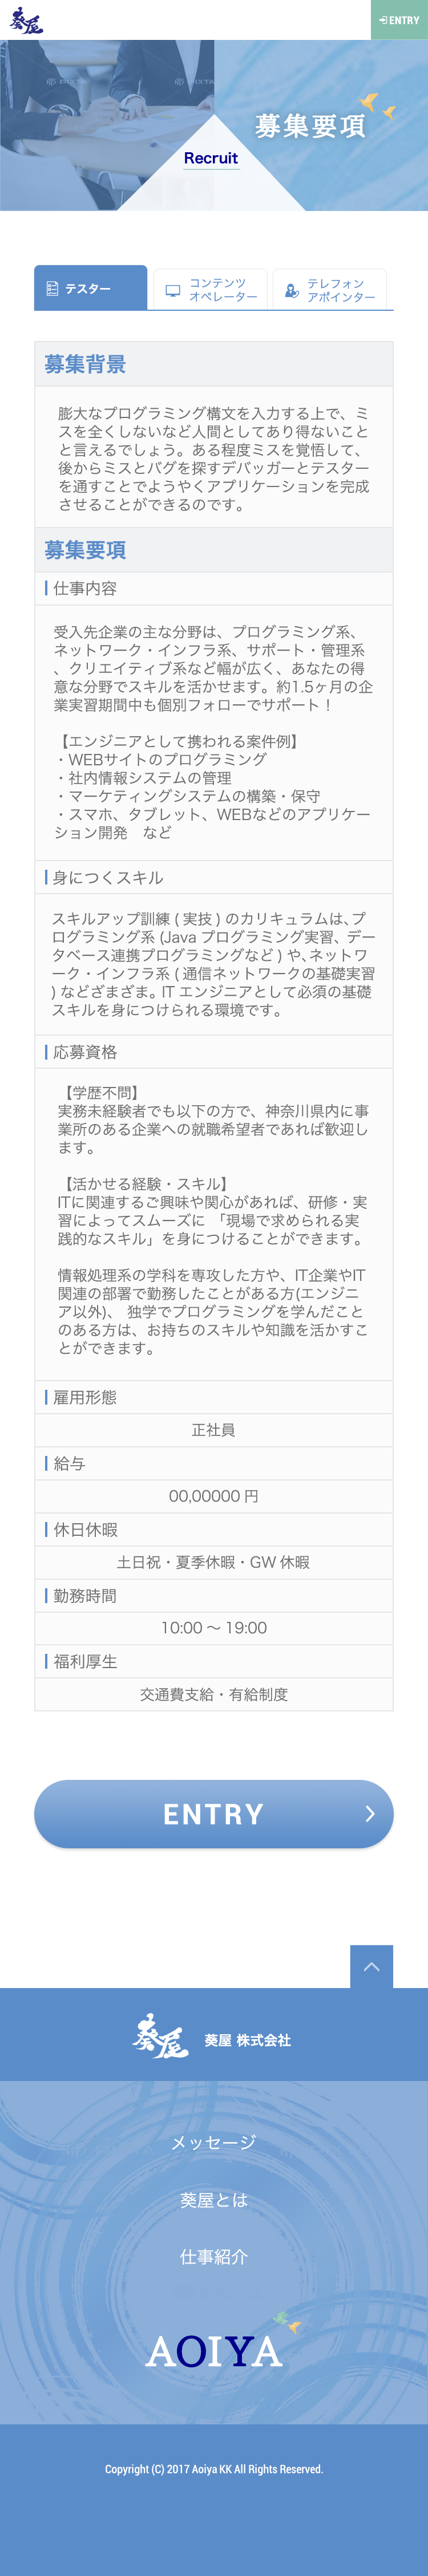 葵屋
ENTRY
PIXTA
PIXTA
募集要項
Recruit
テスター
コンテンツ
オペレーター
テレフォン
アポインター
募集背景
膨大なプログラミング構文を入力する上で、ミ
スを全くしないなど人間としてあり得ないこと
と言えるでしょう。ある程度ミスを覚悟して、
後からミスとバグを探すデバッガーとテスター
を通すことでようやくアプリケーションを完成
させることができるのです。
募集要項
仕事内容
受入先企業の主な分野は、プログラミング系、
ネットワーク・インフラ系、サポート・管理系
、クリエイティブ系など幅が広く、あなたの得
意な分野でスキルを活かせます。約1.5ヶ月の企
業実習期間中も個別フォローでサポート！
【エンジニアとして携われる案件例】
・WEBサイトのプログラミング
・社内情報システムの管理
・マーケティングシステムの構築・保守
・スマホ、タブレット、WEBなどのアプリケー
ション開発　など
身につくスキル
スキルアップ訓練 ( 実技 ) のカリキュラムは、プ
ログラミング系 (Java プログラミング実習、データ
ベース連携プログラミングなど ) や、ネットワ
ーク・インフラ系 ( 通信ネットワークの基礎実習
) などざまざま。IT エンジニアとして必須の基礎
スキルを身につけられる環境です。
応募資格
【学歴不問】
実務未経験者でも以下の方で、神奈川県内に事
業所のある企業への就職希望者であれば歓迎し
ます。
【活かせる経験・スキル】
ITに関連するご興味や関心があれば、研修・実
習によってスムーズに 「現場で求められる実
践的なスキル」を身につけることができます。
情報処理系の学科を専攻した方や、IT企業やIT
関連の部署で勤務したことがある方(エンジニ
ア以外)、 独学でプログラミングを学んだこと
のある方は、お持ちのスキルや知識を活かすこ
とができます。
雇用形態
正社員
給与
00,00000 円
休日休暇
土日祝・夏季休暇・GW 休暇
勤務時間
10:00 〜 19:00
福利厚生
交通費支給・有給制度
ENTRY
葵屋 葵屋 株式会社
メッセージ
葵屋とは
仕事紹介
AOIYA
Copyright (C) 2017 Aoiya KK All Rights Reserved.